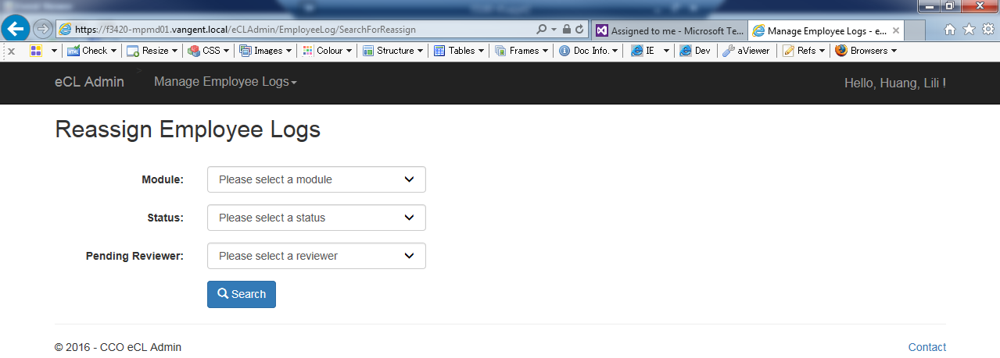 https://f3420-mpmd01.vangent.local/eCLAdmin/EmployeeLog/SearchForReassign
Assigned to me - Microsoft Te...
Manage Employee Logs - e...
x
Check
Resize
CSS
Images
Colour
Structure
Tables
Frames
Doc Info.
IE
Dev
aViewer
Refs
Browsers
eCL Admin
>
Manage Employee Logs
Hello, Huang, Lili !
Reassign Employee Logs
Module:
Please select a module
Status:
Please select a status
Pending Reviewer:
Please select a reviewer
Search
© 2016 - CCO eCL Admin
Contact